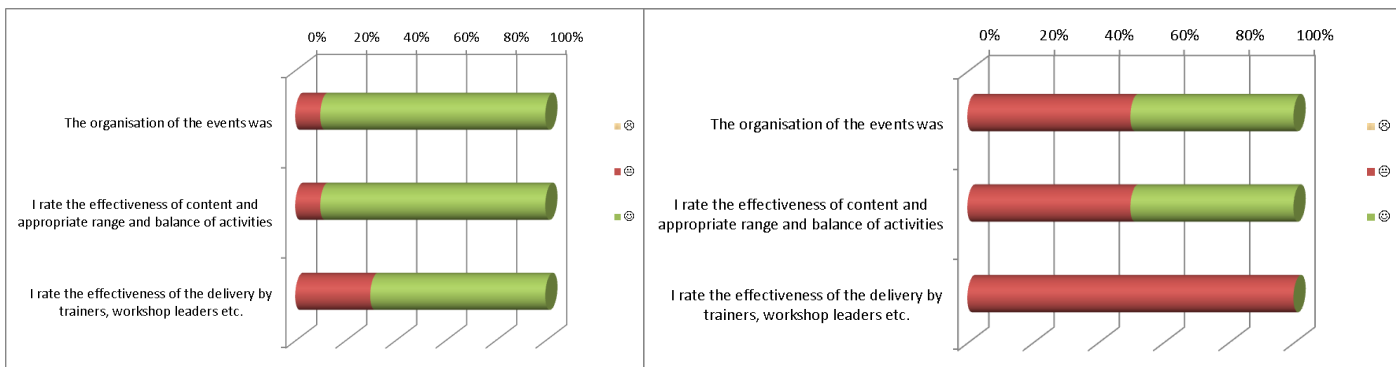 0% 20% 40% 60% 80% 100%
The organisation of the events was
I rate the effectiveness of content and
appropriate range and balance of activities
I rate the effectiveness of the delivery by
trainers, workshop leaders etc.
☹
😐
☺
0% 20% 40% 60% 80% 100%
The organisation of the events was
I rate the effectiveness of content and
appropriate range and balance of activities
I rate the effectiveness of the delivery by
trainers, workshop leaders etc.
☹
😐
☺